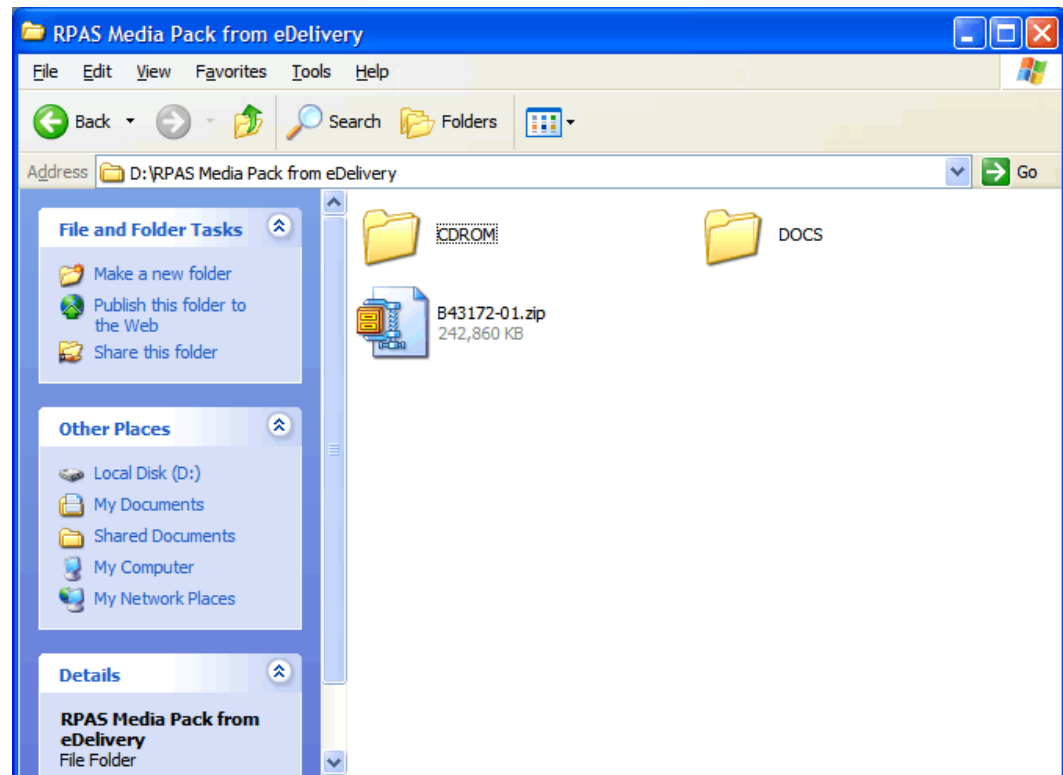 RPAS Media Pack from eDelivery
File Edit View Favorites Tools Help
Back Search Folders
Address D:\RPAS Media Pack from eDelivery Go
File and Folder Tasks
Make a new folder
Publish this folder to
the Web
Share this folder
Other Places
Local Disk (D:)
My Documents
Shared Documents
My Computer
My Network Places
Details
RPAS Media Pack from
eDelivery
File Folder
CDROM
DOCS
B43172-01.zip
242,860 KB